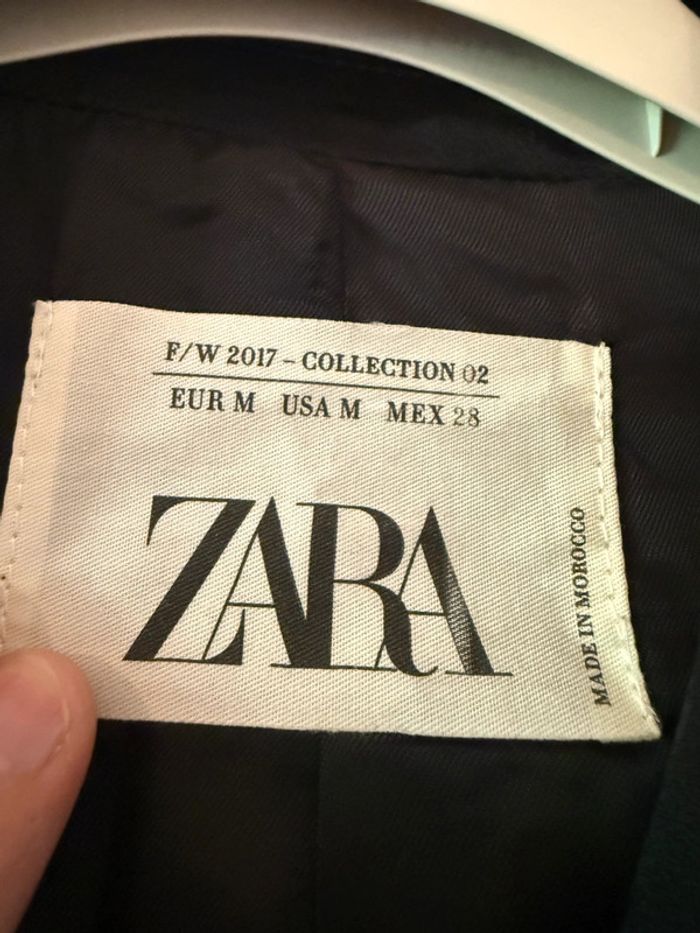 F/W 2017 – COLLECTION 02
EUR M USA M MEX 28
ZARA
MADE IN MOROCCO